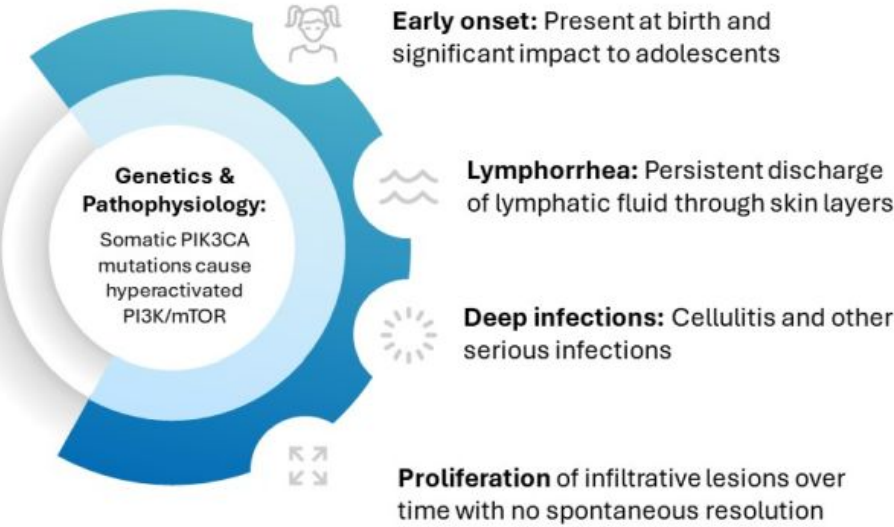 Early onset: Present at birth and
significant impact to adolescents
Genetics &
Pathophysiology:
Somatic PIK3CA
mutations cause
hyperactivated
PI3K/mTOR
Lymphorrhea: Persistent discharge
of lymphatic fluid through skin layers
Deep infections: Cellulitis and other
serious infections
Proliferation of infiltrative lesions over
time with no spontaneous resolution